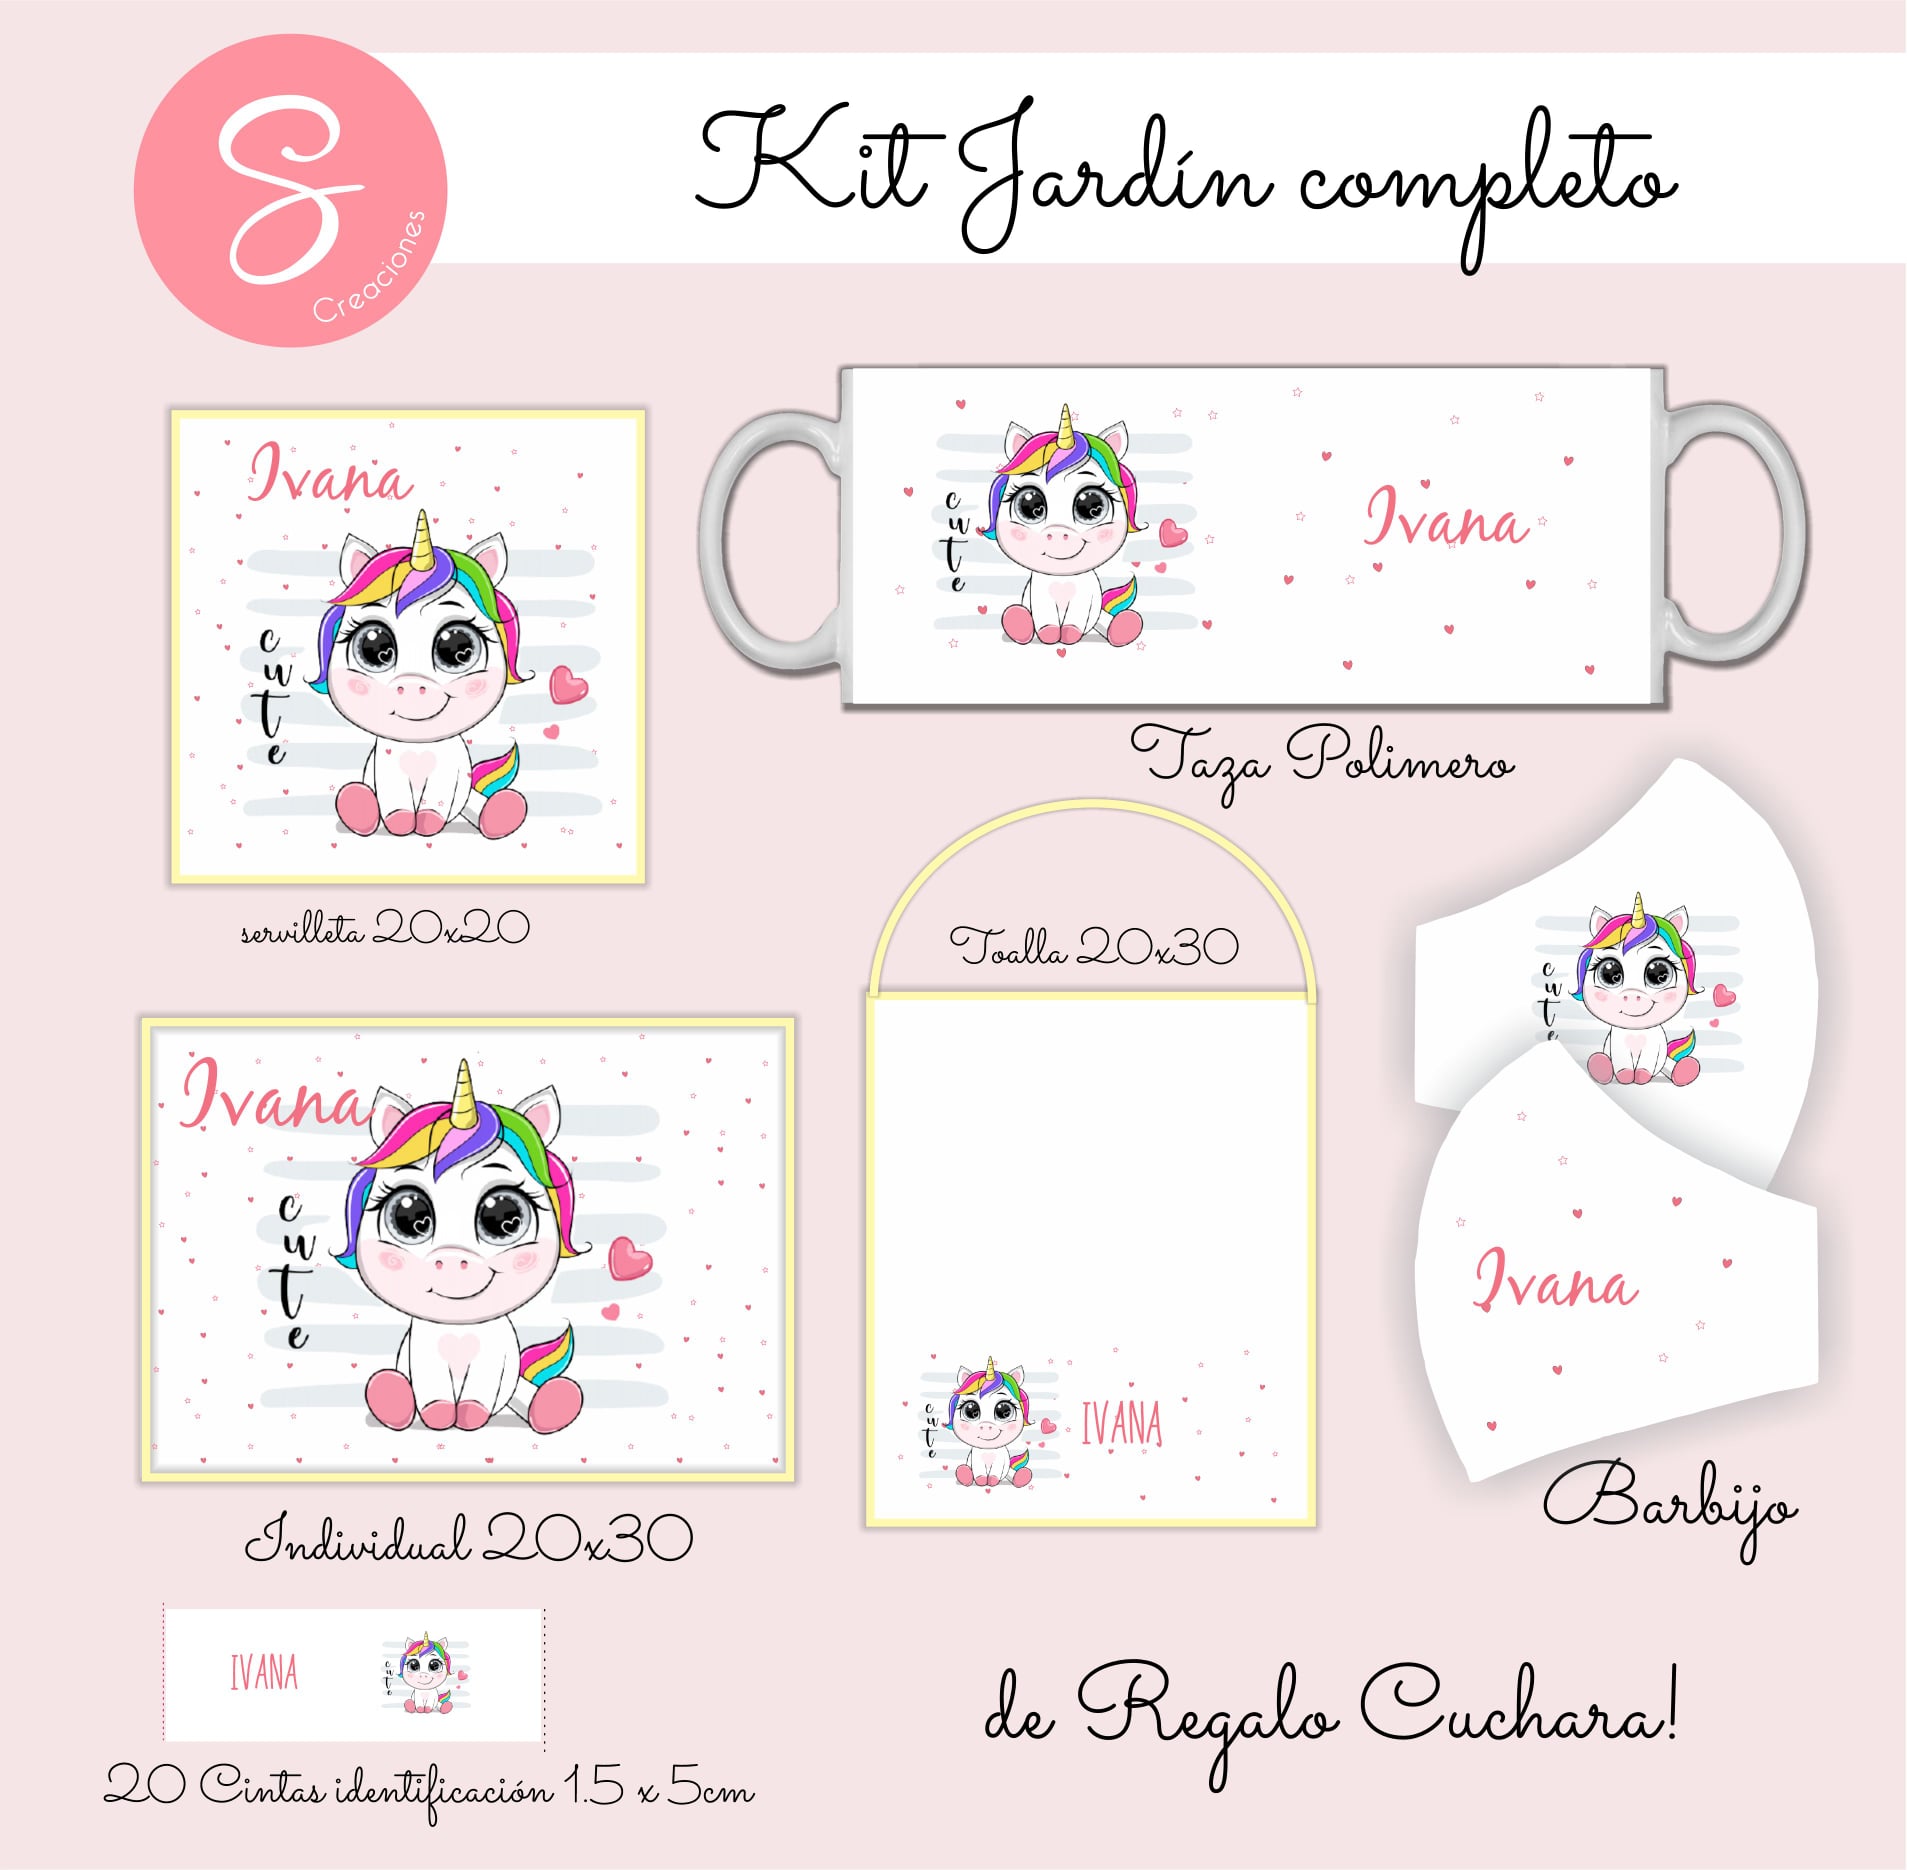 S
Creaciones
Kit Jardín completo
Ivana
cute
servilleta 20x20
cute
Ivana
Taza Polimero
Toalla 20x30
cute
IVANA
cute
Ivana
Barbijo
Ivana
cute
Individual 20x30
IVANA
cute
20 Cintas identificación 1.5 x 5cm
de Regalo Cuchara!